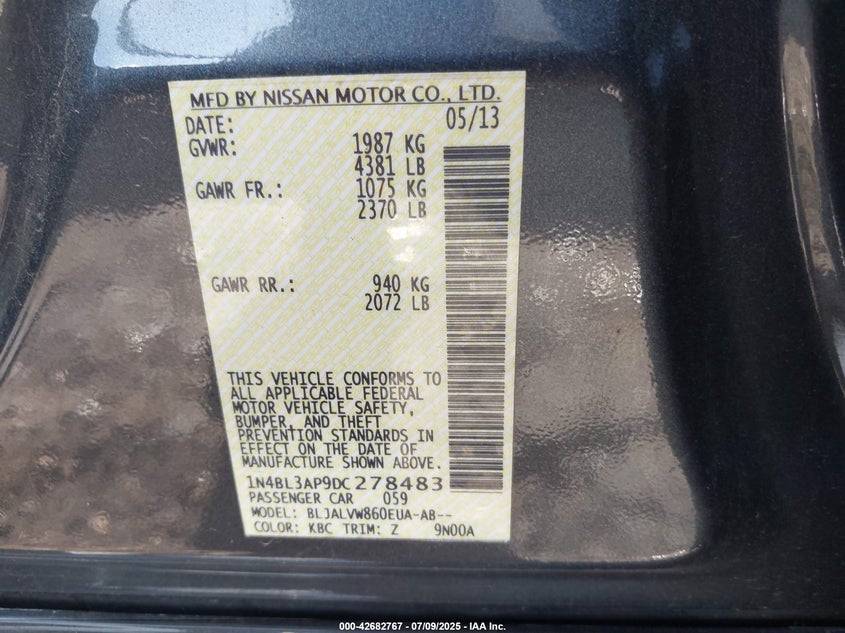 MFD BY NISSAN MOTOR CO., LTD.
DATE: 05/13
GVWR: 1987 KG
4381 LB
GAWR FR.: 1075 KG
2370 LB
GAWR RR.: 940 KG
2072 LB
THIS VEHICLE CONFORMS TO
ALL APPLICABLE FEDERAL
MOTOR VEHICLE SAFETY,
BUMPER, AND THEFT
PREVENTION STANDARDS IN
EFFECT ON THE DATE OF
MANUFACTURE SHOWN ABOVE.
1N4BL3AP9DC278483
PASSENGER CAR 059
MODEL: BLJALVW860EUA-AB--
COLOR: KBC TRIM: Z 9N00A
000-42682767 / 07/09/2025 - IAA Inc.